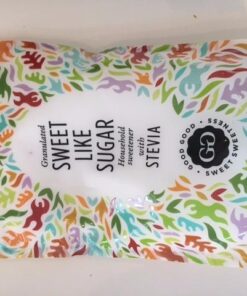 Granulated
SWEET
LIKE
SUGAR
Household
sweetener
with
STEVIA
GOOD GOOD
GG
SWEET SWEETNESS